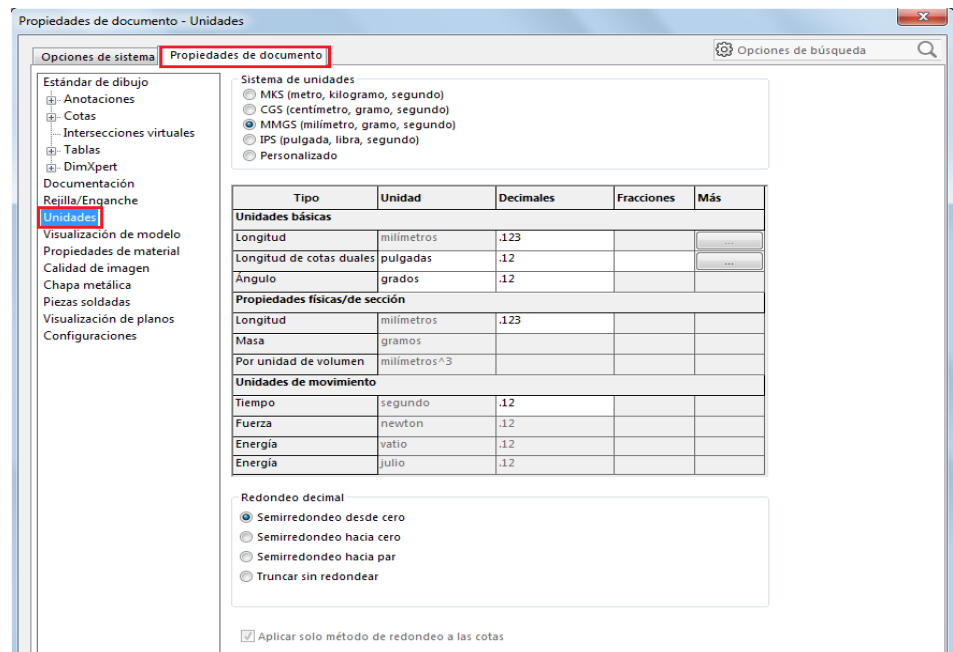 Propiedades de documento - Unidades
Opciones de sistema
Propiedades de documento
Opciones de búsqueda
Estándar de dibujo
Anotaciones
Cotas
Intersecciones virtuales
Tablas
DimXpert
Documentación
Rejilla/Enganche
Unidades
Visualización de modelo
Propiedades de material
Calidad de imagen
Chapa metálica
Piezas soldadas
Visualización de planos
Configuraciones
Sistema de unidades
MKS (metro, kilogramo, segundo)
CGS (centímetro, gramo, segundo)
MMGS (milímetro, gramo, segundo)
IPS (pulgada, libra, segundo)
Personalizado
Tipo Unidad Decimales Fracciones Más
Unidades básicas
Longitud milímetros .123 ...
Longitud de cotas duales pulgadas .12 ...
Ángulo grados .12
Propiedades físicas/de sección
Longitud milímetros .123
Masa gramos
Por unidad de volumen milímetros^3
Unidades de movimiento
Tiempo segundo .12
Fuerza newton .12
Energía vatio .12
Energía julio .12
Redondeo decimal
Semirredondeo desde cero
Semirredondeo hacia cero
Semirredondeo hacia par
Truncar sin redondear
Aplicar solo método de redondeo a las cotas